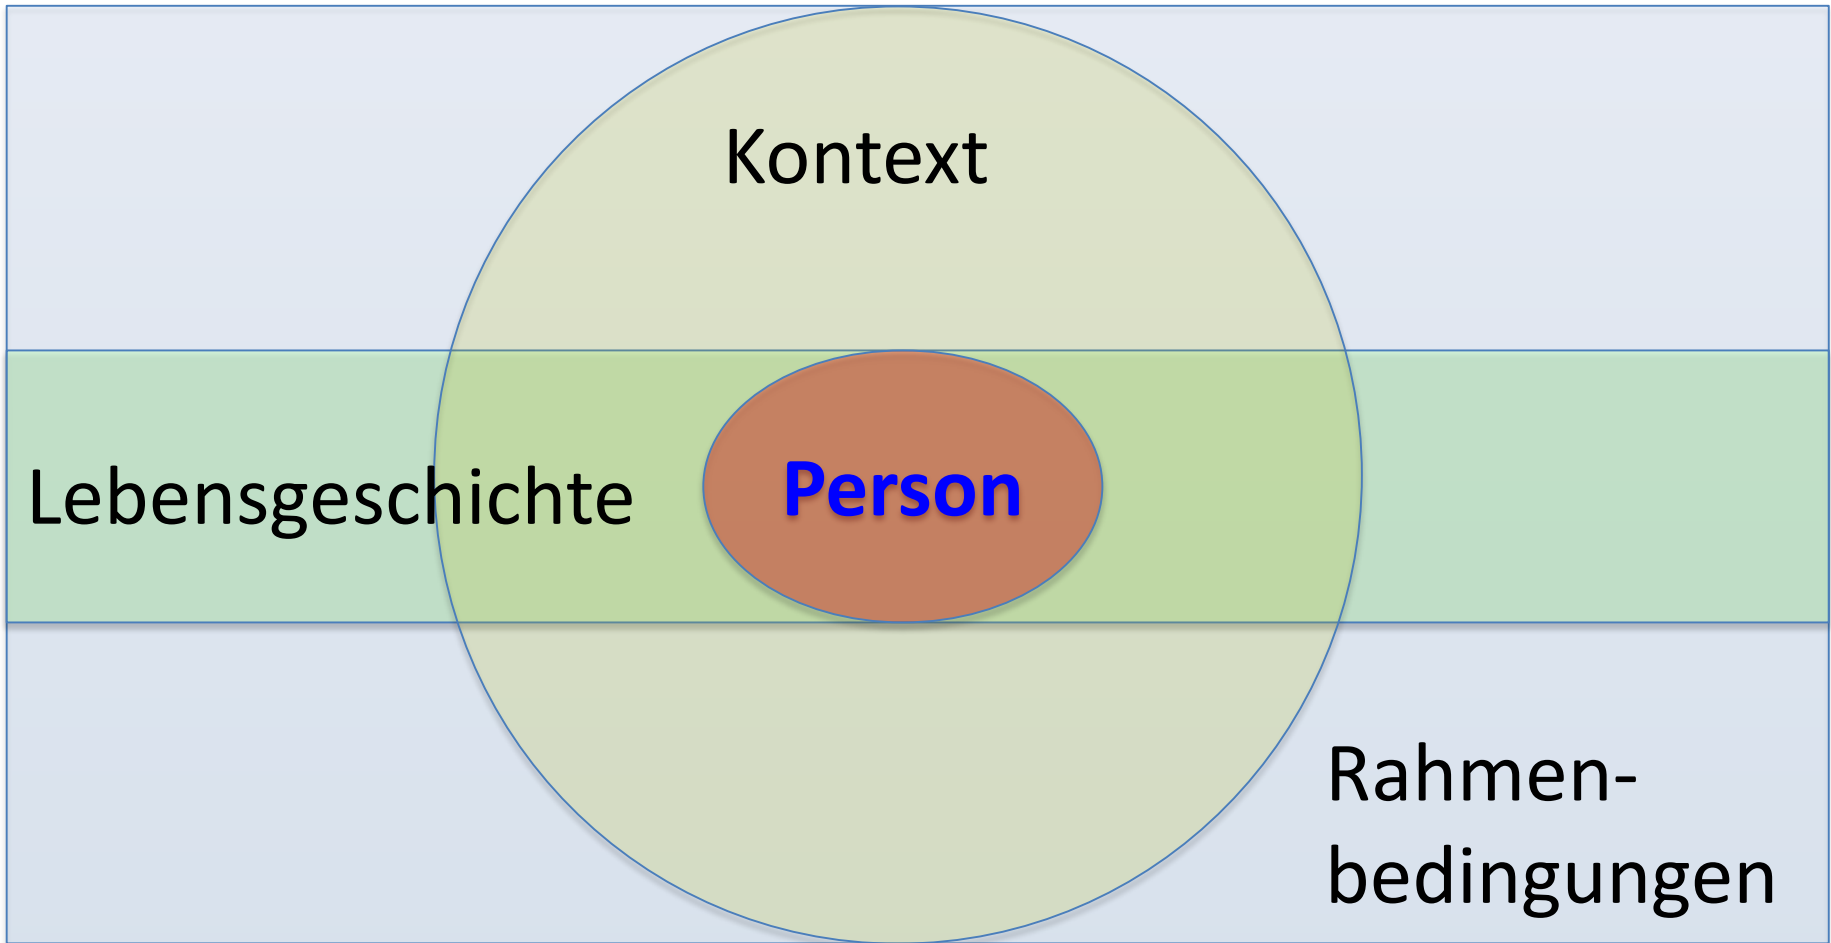 Kontext
Lebensgeschichte
Person
Rahmen-
bedingungen